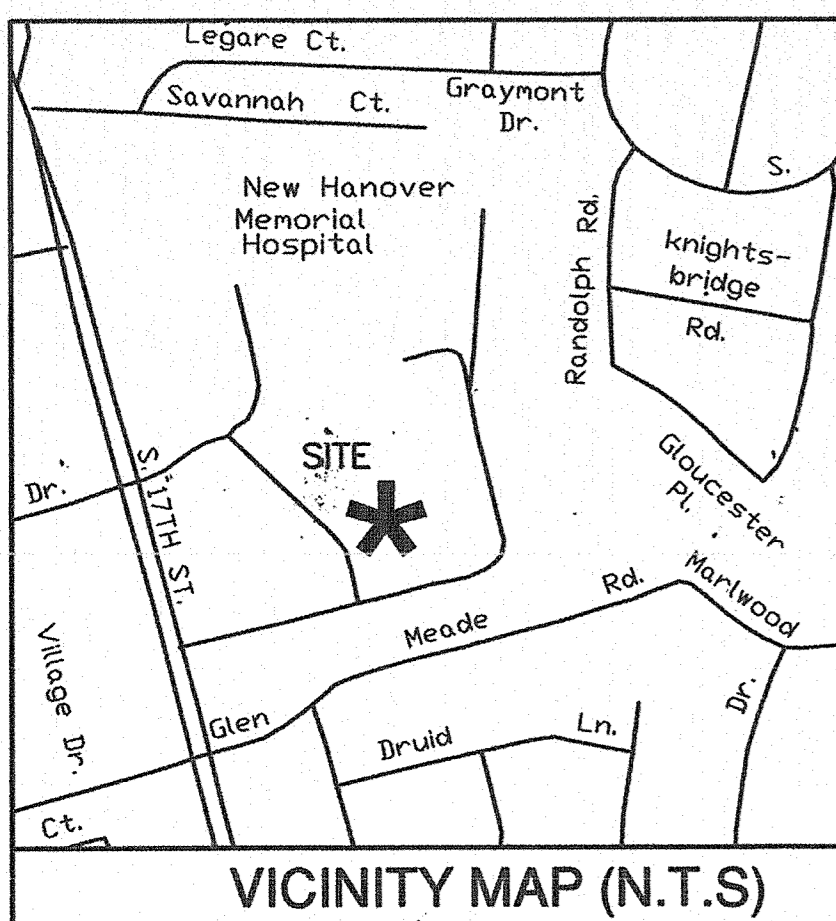 Legare Ct.
Savannah Ct.
Graymont
Dr.
S.
New Hanover
Memorial
Hospital
Randolph Rd.
knights-
bridge
Rd.
SITE
Gloucester
Pl.
Dr.
S. 17TH ST.
Marlwood
Dr.
Glen Meade Rd.
Village Dr.
Druid Ln.
Ct.
VICINITY MAP (N.T.S)